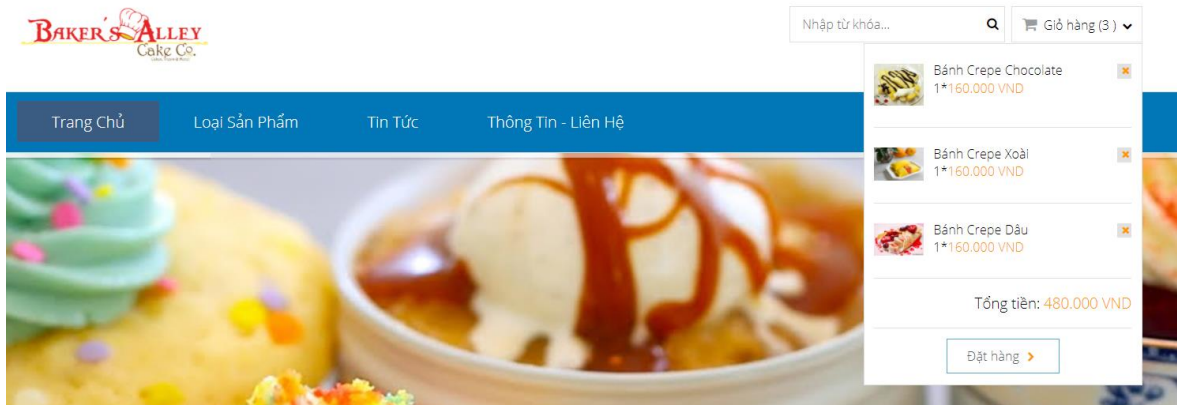 BAKER'S ALLEY
Cake Co.
Nhập từ khóa...
Giỏ hàng (3 )
Trang Chủ
Loại Sản Phẩm
Tin Tức
Thông Tin - Liên Hệ
Bánh Crepe Chocolate
1*160.000 VND
Bánh Crepe Xoài
1*160.000 VND
Bánh Crepe Dâu
1*160.000 VND
Tổng tiền: 480.000 VND
Đặt hàng